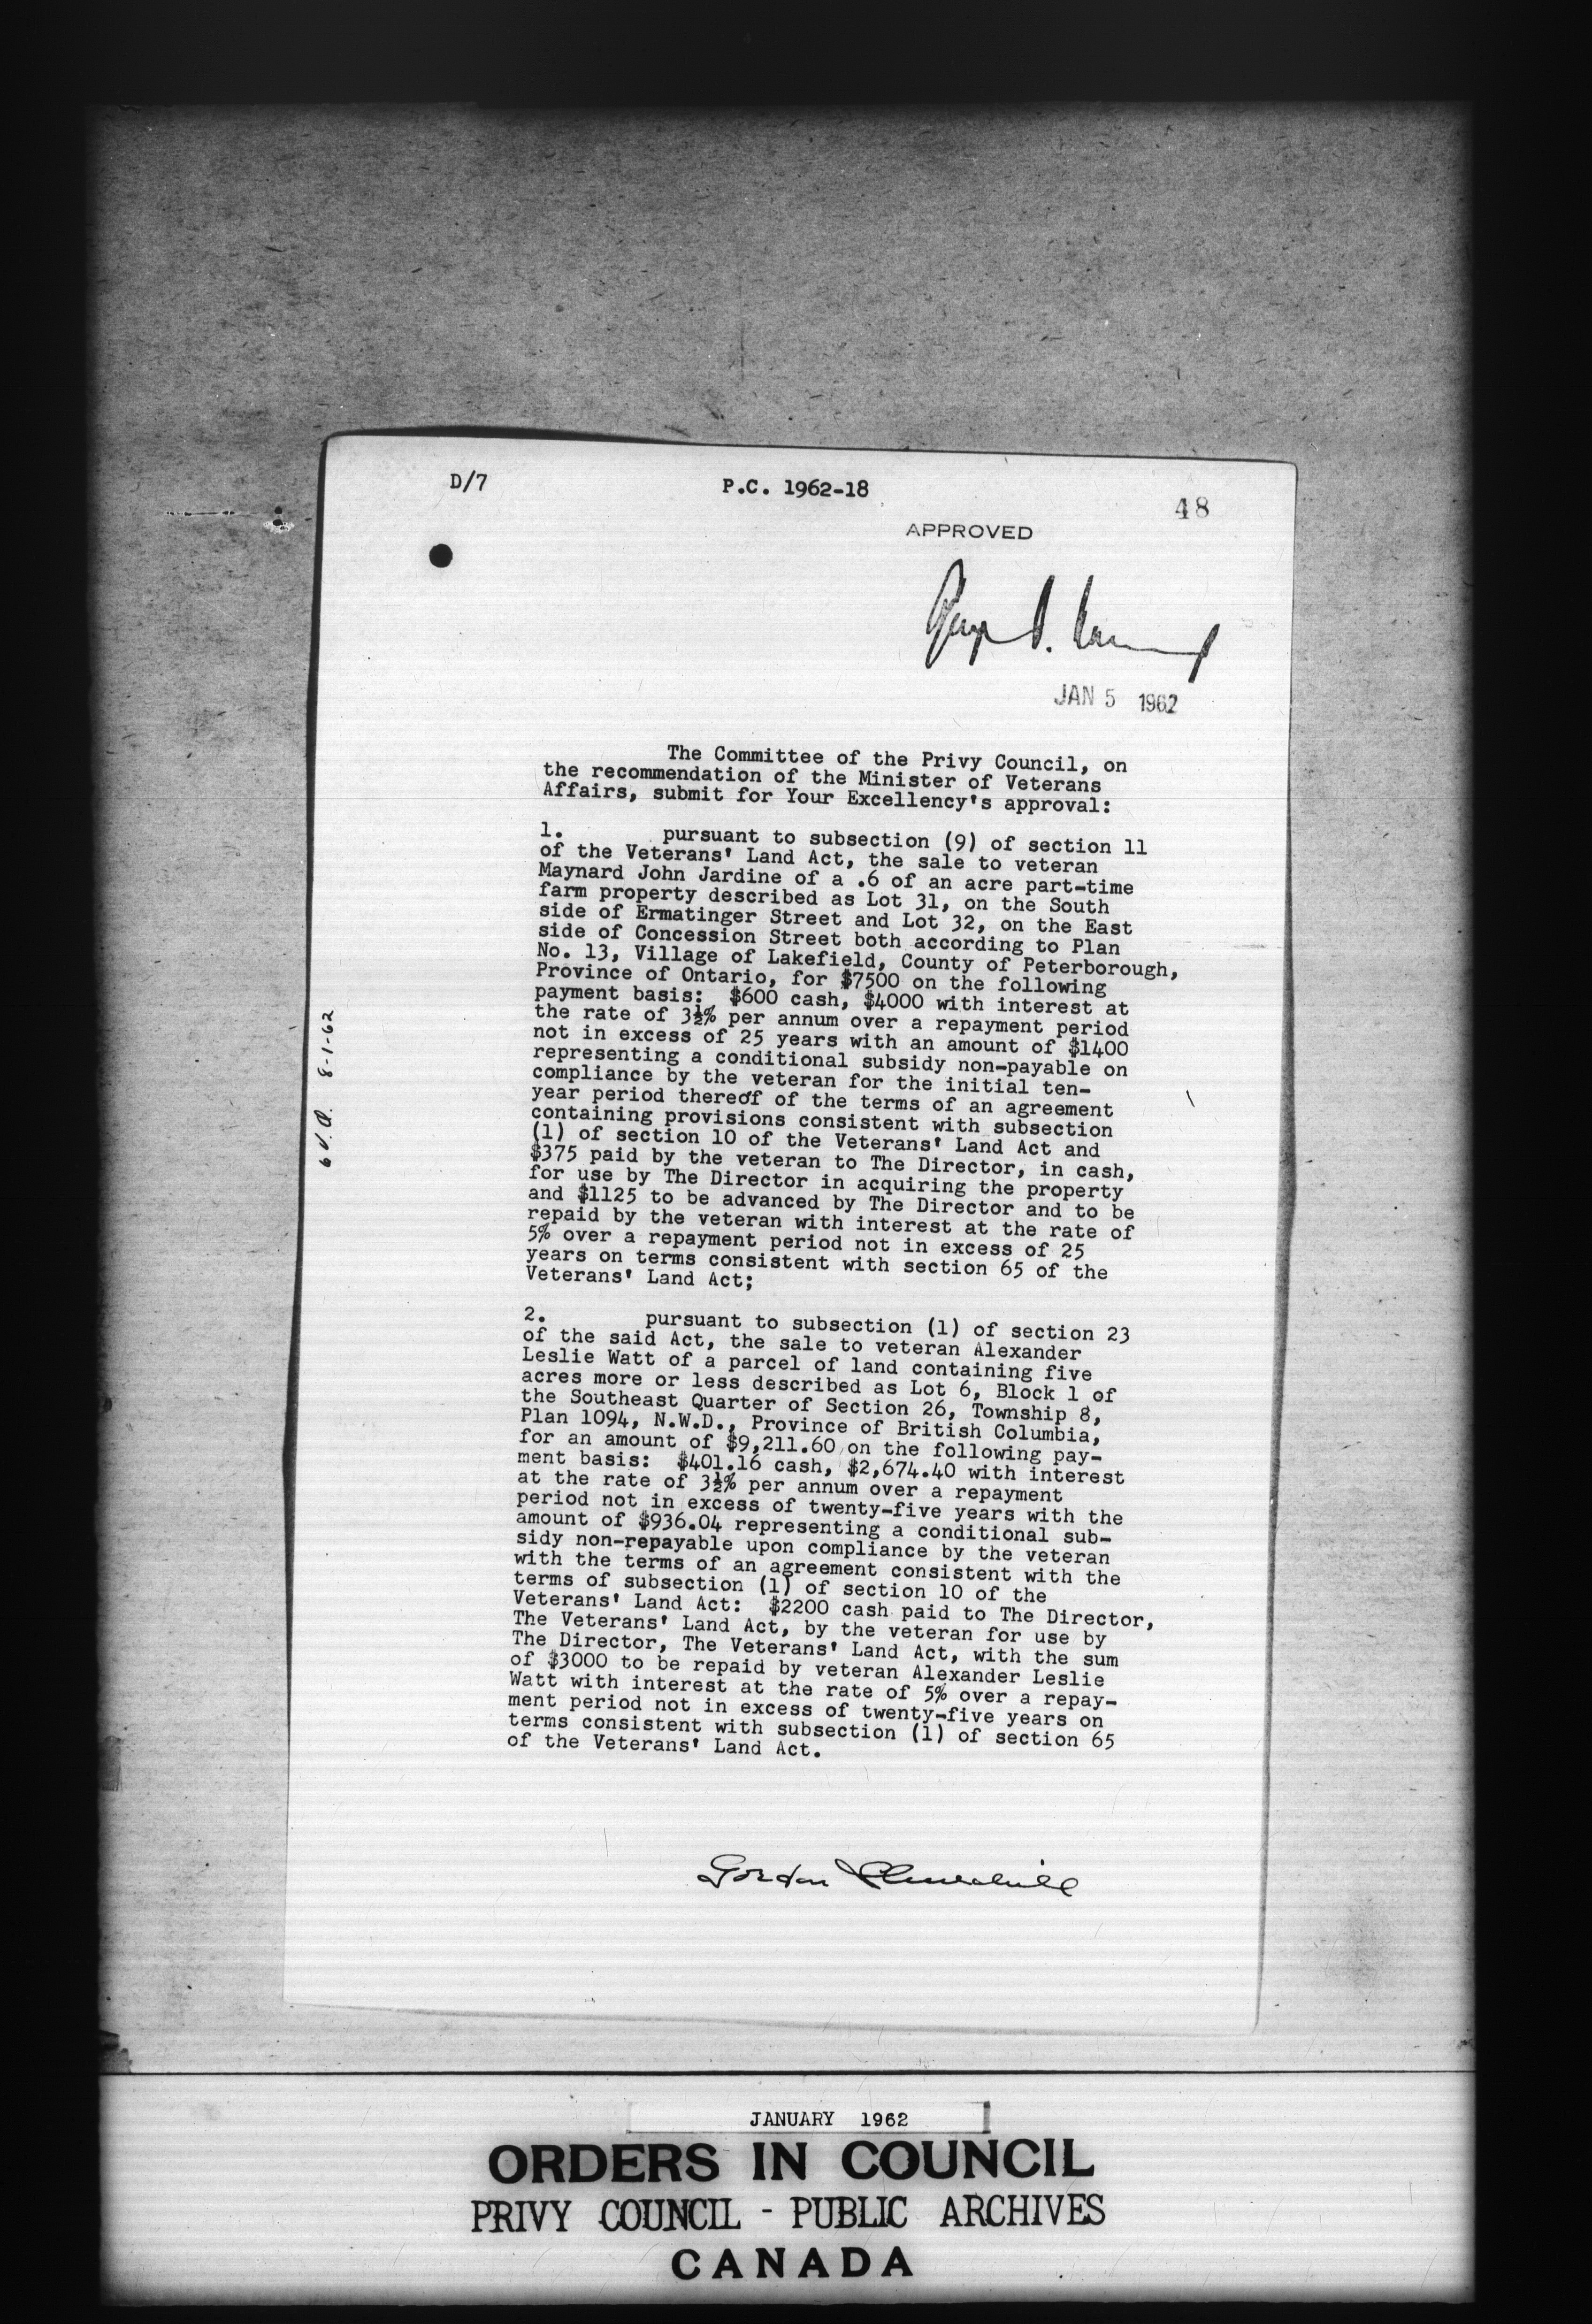 D/7
P.C. 1962-18
48
APPROVED
JAN 5 1962
The Committee of the Privy Council, on
the recommendation of the Minister of Veterans
Affairs, submit for Your Excellency's approval:
1. pursuant to subsection (9) of section 11
of the Veterans' Land Act, the sale to veteran
Maynard John Jardine of a .6 of an acre part-time
farm property described as Lot 31, on the South
side of Ermatinger Street and Lot 32, on the East
side of Concession Street both according to Plan
No. 13, Village of Lakefield, County of Peterborough,
Province of Ontario, for $7500 on the following
payment basis: $600 cash, $4000 with interest at
the rate of 3½% per annum over a repayment period
not in excess of 25 years with an amount of $1400
representing a conditional subsidy non-payable on
compliance by the veteran for the initial ten-
year period thereof of the terms of an agreement
containing provisions consistent with subsection
(1) of section 10 of the Veterans' Land Act and
$375 paid by the veteran to The Director, in cash,
for use by The Director in acquiring the property
and $1125 to be advanced by The Director and to be
repaid by the veteran with interest at the rate of
5% over a repayment period not in excess of 25
years on terms consistent with section 65 of the
Veterans' Land Act;
2. pursuant to subsection (1) of section 23
of the said Act, the sale to veteran Alexander
Leslie Watt of a parcel of land containing five
acres more or less described as Lot 6, Block 1 of
the Southeast Quarter of Section 26, Township 8,
Plan 1094, N.W.D., Province of British Columbia,
for an amount of $9,211.60 on the following pay-
ment basis: $401.16 cash, $2,674.40 with interest
at the rate of 3½% per annum over a repayment
period not in excess of twenty-five years with the
amount of $936.04 representing a conditional sub-
sidy non-repayable upon compliance by the veteran
with the terms of an agreement consistent with the
terms of subsection (1) of section 10 of the
Veterans' Land Act: $2200 cash paid to The Director,
The Veterans' Land Act, by the veteran for use by
The Director, The Veterans' Land Act, with the sum
of $3000 to be repaid by veteran Alexander Leslie
Watt with interest at the rate of 5% over a repay-
ment period not in excess of twenty-five years on
terms consistent with subsection (1) of section 65
of the Veterans' Land Act.
Gordon Churchill
8-1-62
JANUARY 1962
ORDERS IN COUNCIL
PRIVY COUNCIL - PUBLIC ARCHIVES
CANADA